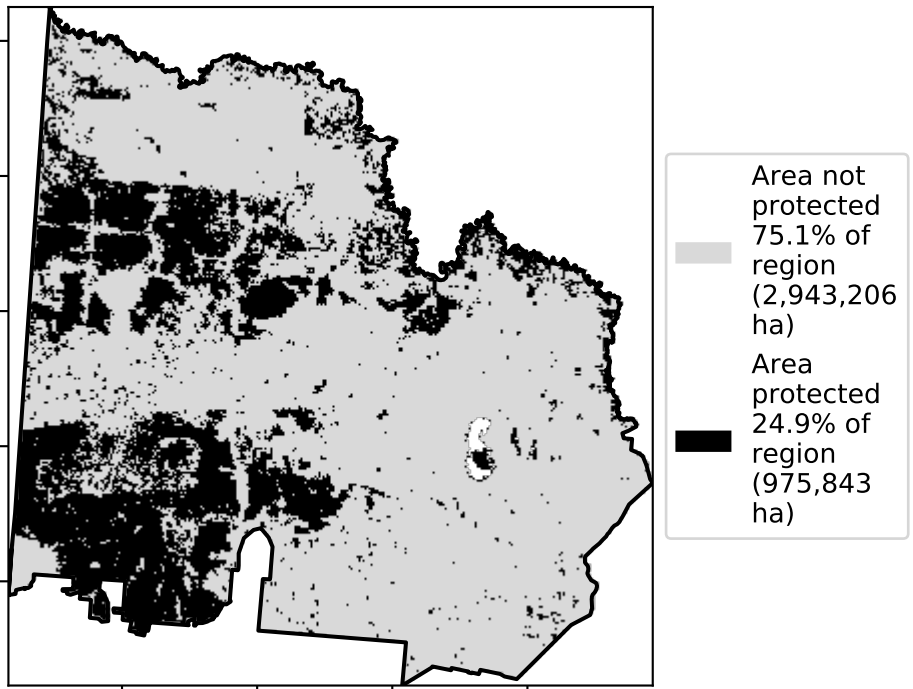 Area not
protected
75.1% of
region
(2,943,206
ha)
Area
protected
24.9% of
region
(975,843
ha)